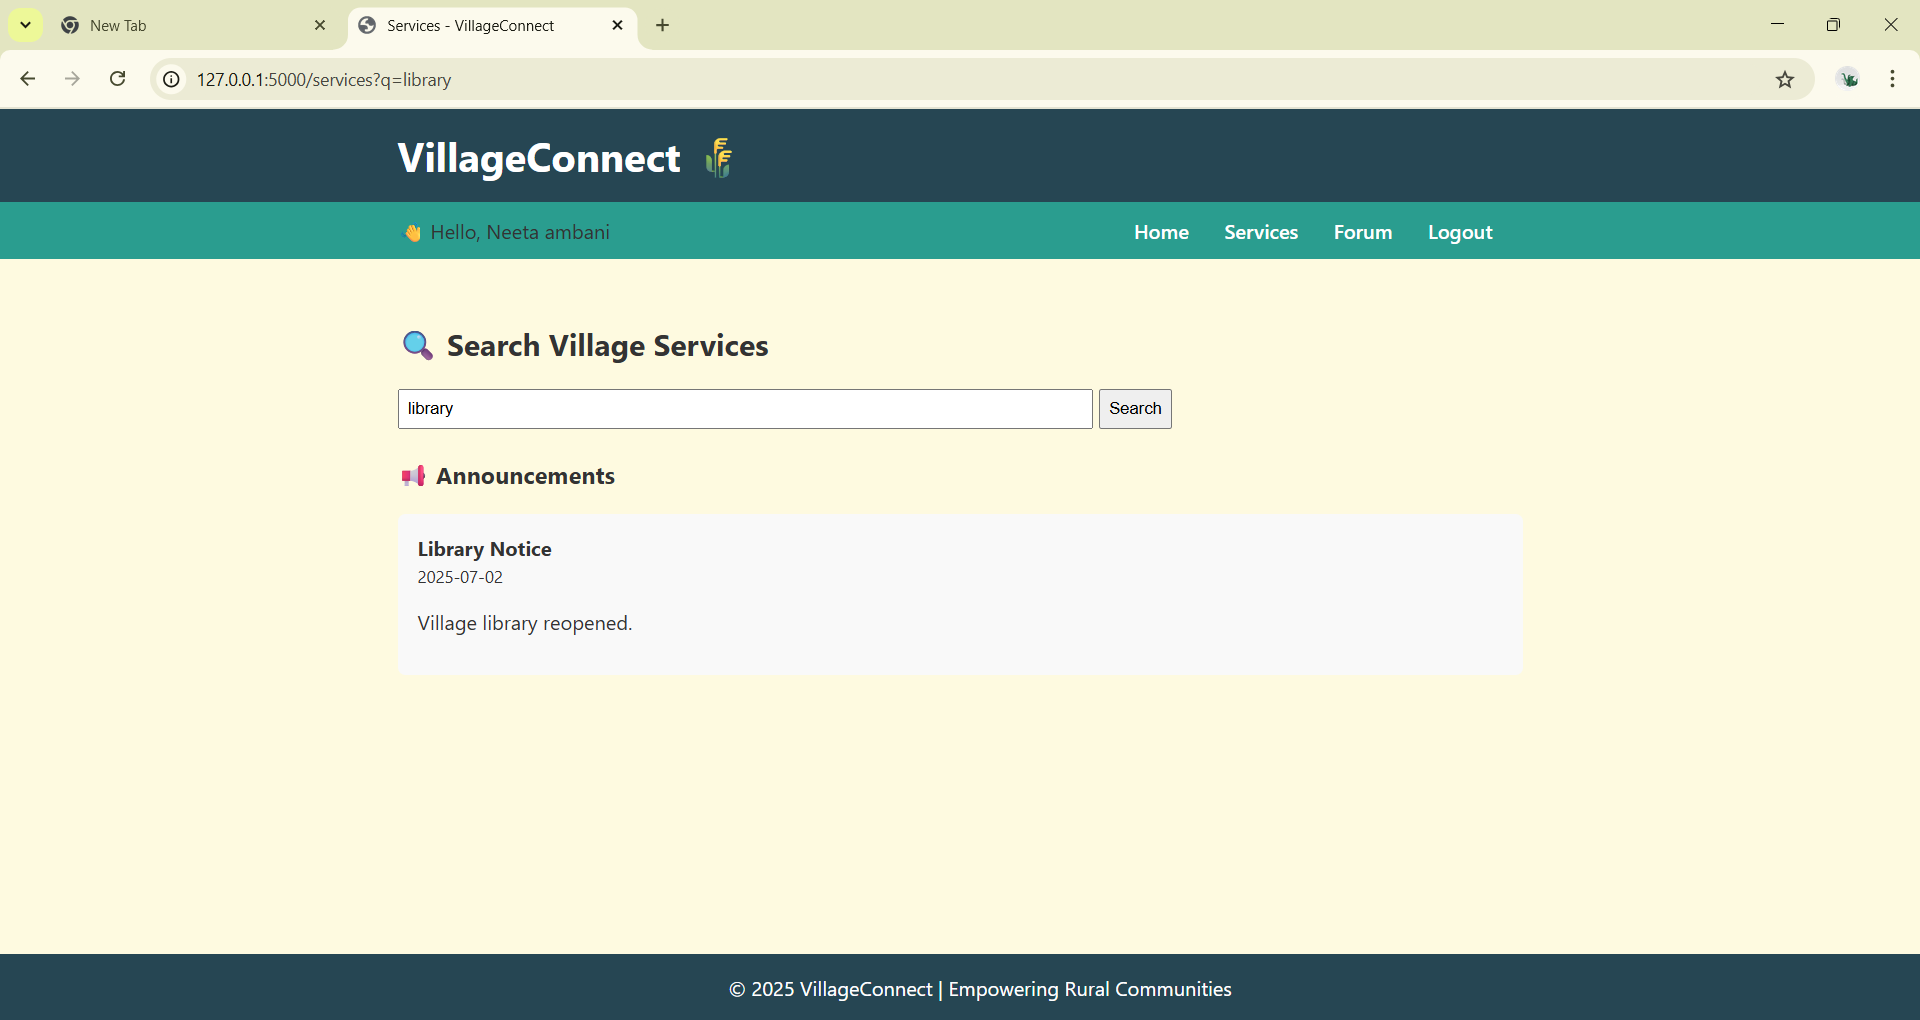 New Tab
Services - VillageConnect
127.0.0.1:5000/services?q=library
VillageConnect
Hello, Neeta ambani
Home
Services
Forum
Logout
Search Village Services
library
Search
Announcements
Library Notice
2025-07-02
Village library reopened.
© 2025 VillageConnect | Empowering Rural Communities